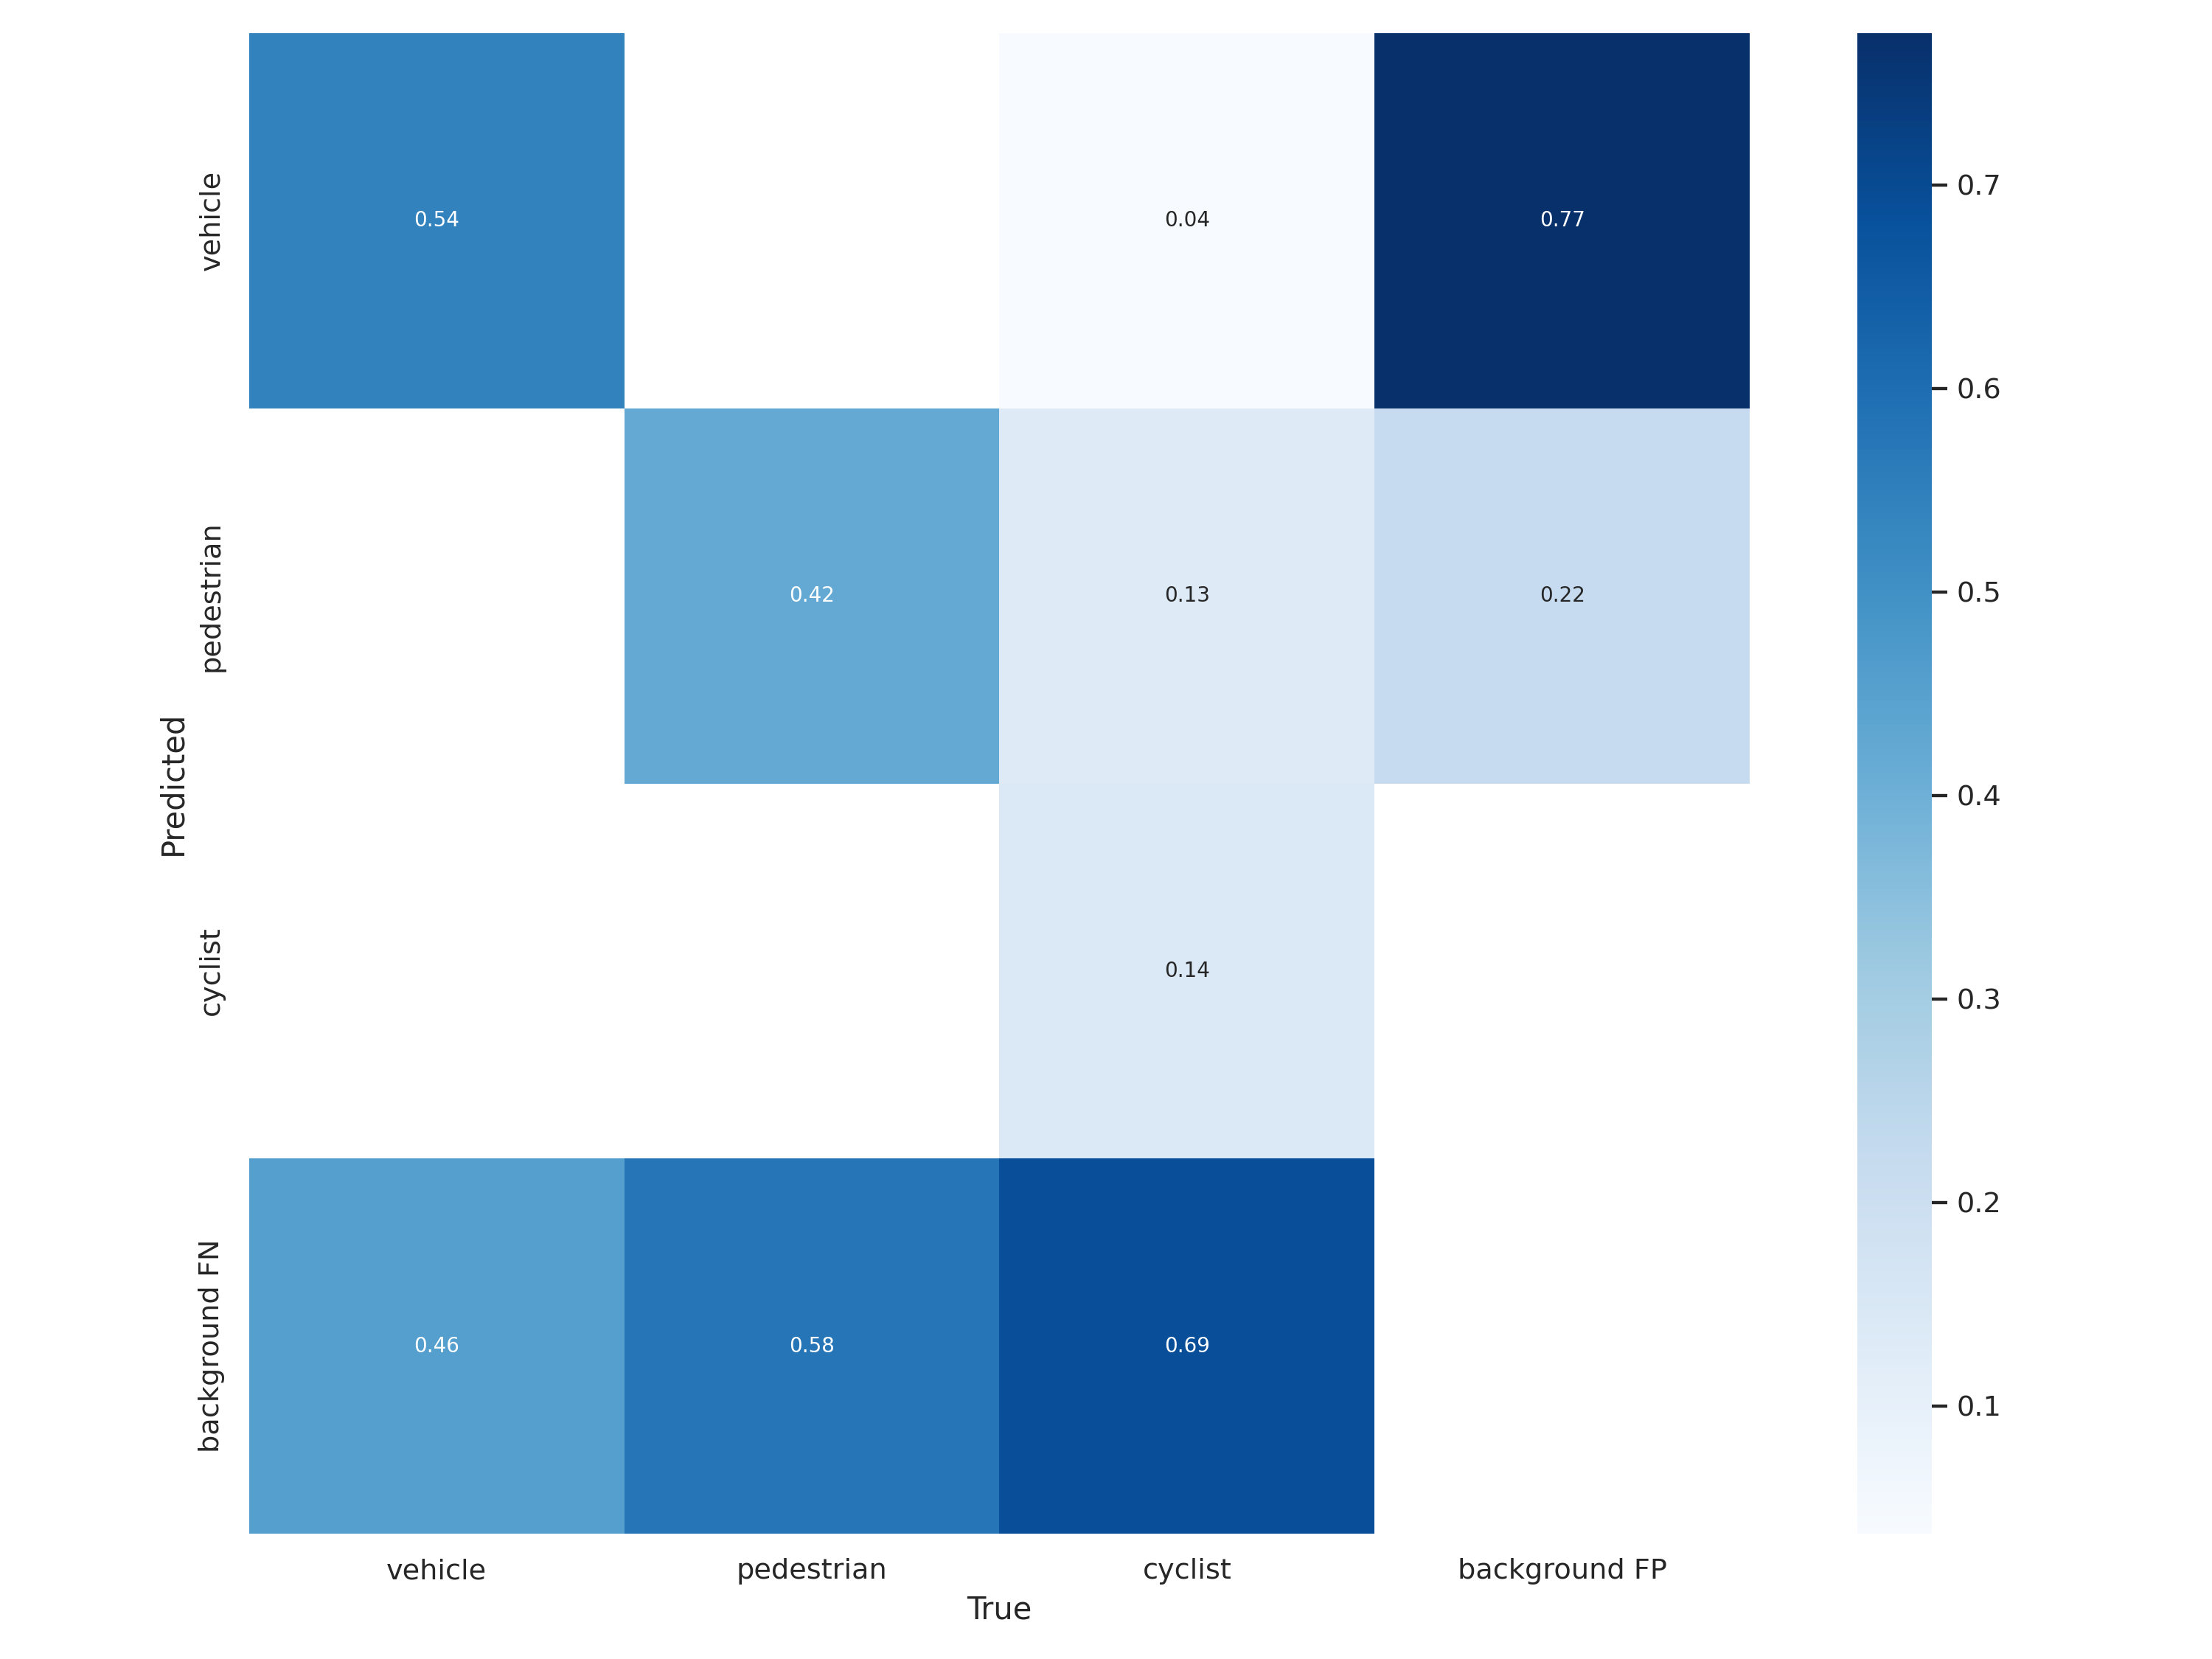 vehicle
0.54
0.04
0.77
pedestrian
0.42
0.13
0.22
cyclist
0.14
background FN
0.46
0.58
0.69
Predicted
vehicle
pedestrian
cyclist
background FP
True
0.7
0.6
0.5
0.4
0.3
0.2
0.1